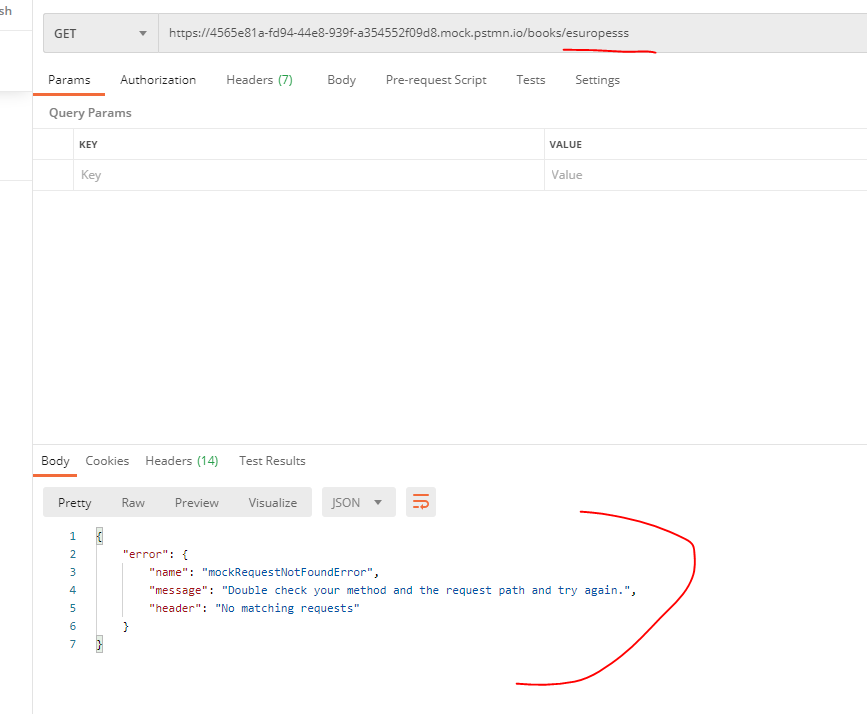 sh
GET https://4565e81a-fd94-44e8-939f-a354552f09d8.mock.pstmn.io/books/esuropesss
Params Authorization Headers (7) Body Pre-request Script Tests Settings
Query Params
KEY VALUE
Key Value
Body Cookies Headers (14) Test Results
Pretty Raw Preview Visualize JSON
1 {
2 "error": {
3 "name": "mockRequestNotFoundError",
4 "message": "Double check your method and the request path and try again.",
5 "header": "No matching requests"
6 }
7 }